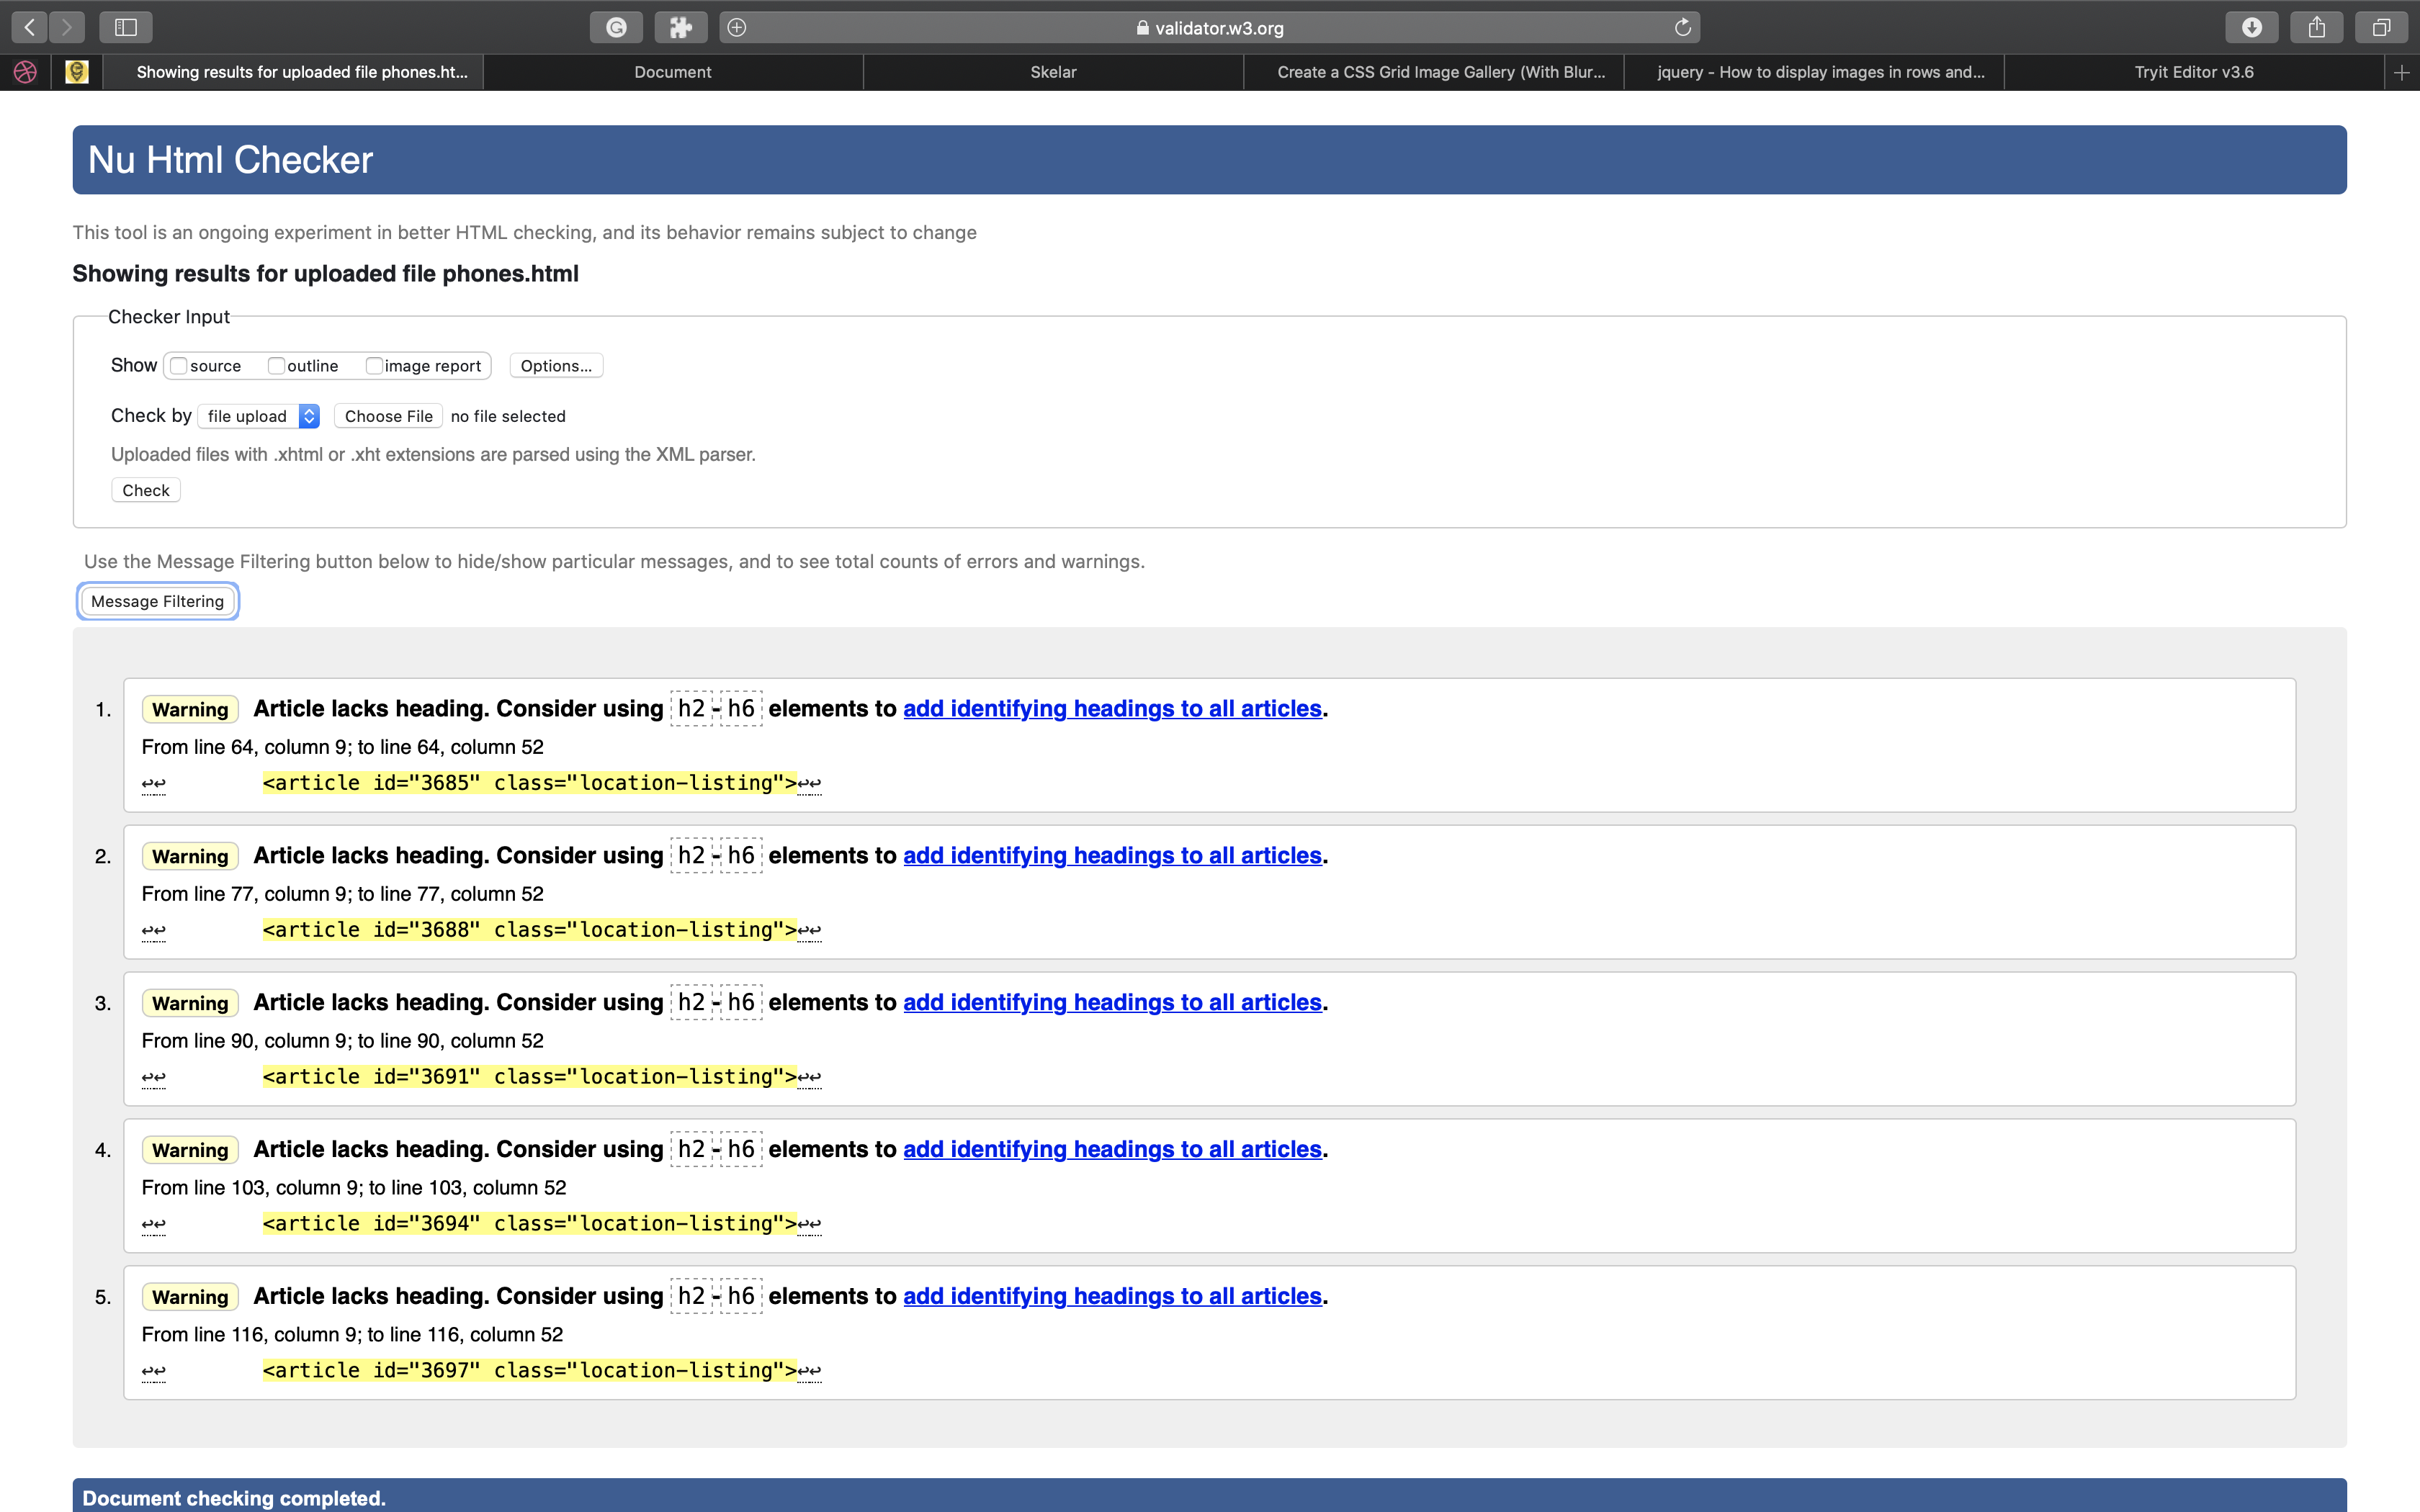 validator.w3.org
Showing results for uploaded file phones.ht...
Document
Skelar
Create a CSS Grid Image Gallery (With Blur...
jquery - How to display images in rows and...
Tryit Editor v3.6
Nu Html Checker
This tool is an ongoing experiment in better HTML checking, and its behavior remains subject to change
Showing results for uploaded file phones.html
Checker Input
Show source outline image report Options...
Check by file upload Choose File no file selected
Uploaded files with .xhtml or .xht extensions are parsed using the XML parser.
Check
Use the Message Filtering button below to hide/show particular messages, and to see total counts of errors and warnings.
Message Filtering
1. Warning Article lacks heading. Consider using h2-h6 elements to add identifying headings to all articles.
From line 64, column 9; to line 64, column 52
↩↩ <article id="3685" class="location-listing">↩↩
2. Warning Article lacks heading. Consider using h2-h6 elements to add identifying headings to all articles.
From line 77, column 9; to line 77, column 52
↩↩ <article id="3688" class="location-listing">↩↩
3. Warning Article lacks heading. Consider using h2-h6 elements to add identifying headings to all articles.
From line 90, column 9; to line 90, column 52
↩↩ <article id="3691" class="location-listing">↩↩
4. Warning Article lacks heading. Consider using h2-h6 elements to add identifying headings to all articles.
From line 103, column 9; to line 103, column 52
↩↩ <article id="3694" class="location-listing">↩↩
5. Warning Article lacks heading. Consider using h2-h6 elements to add identifying headings to all articles.
From line 116, column 9; to line 116, column 52
↩↩ <article id="3697" class="location-listing">↩↩
Document checking completed.